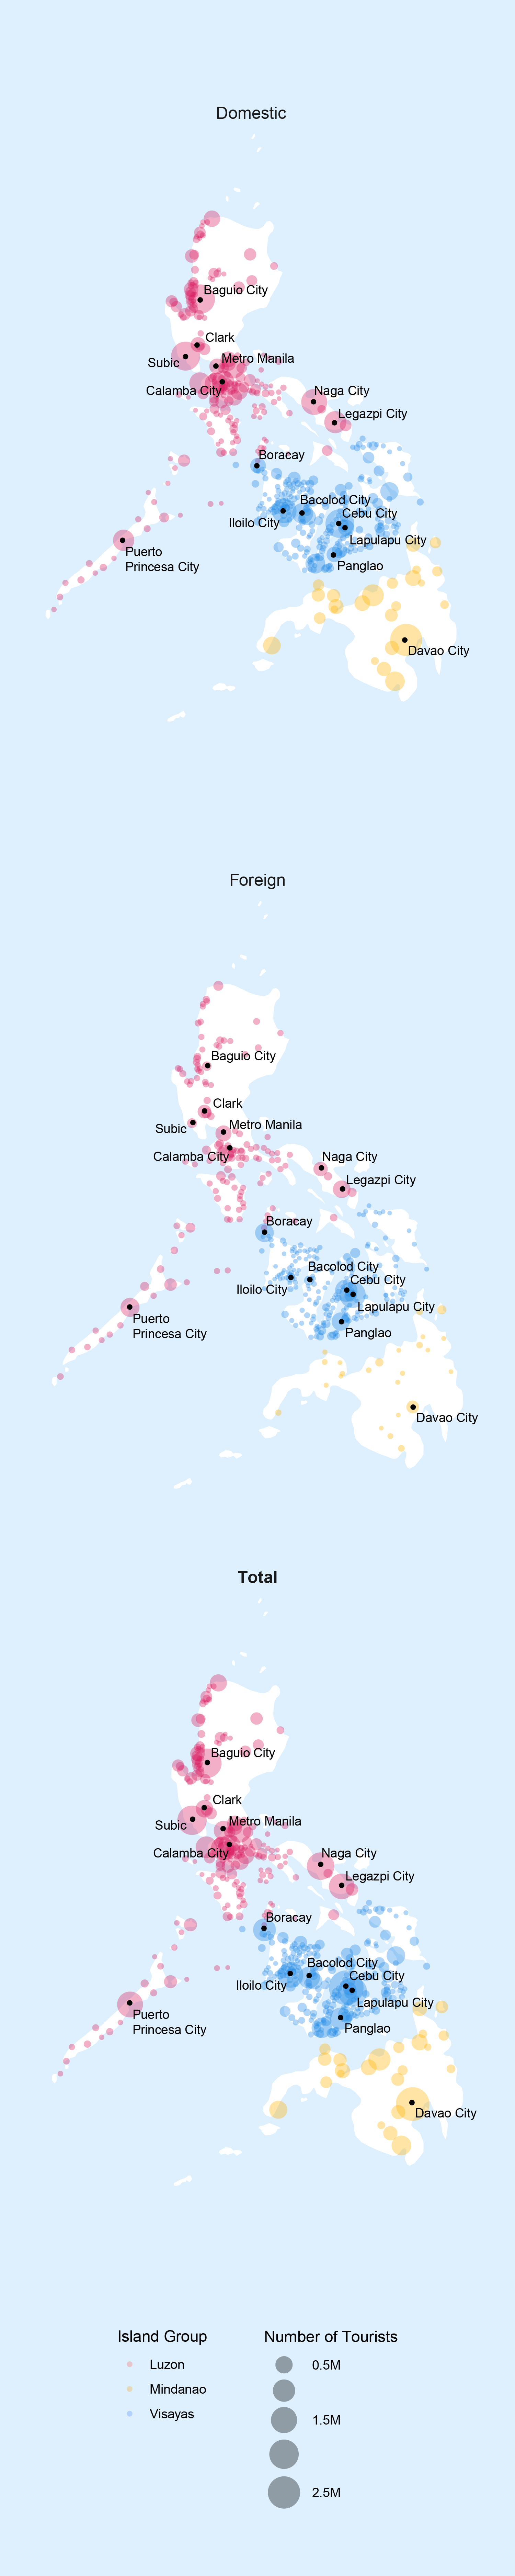 Domestic
Baguio City
Clark
Subic
Metro Manila
Calamba City
Naga City
Legazpi City
Boracay
Bacolod City
Cebu City
Iloilo City
Lapulapu City
Puerto
Princesa City
Panglao
Davao City
Foreign
Baguio City
Clark
Metro Manila
Subic
Calamba City
Naga City
Legazpi City
Boracay
Bacolod City
Cebu City
Iloilo City
Lapulapu City
Puerto
Princesa City
Panglao
Davao City
Total
Baguio City
Clark
Metro Manila
Subic
Calamba City
Naga City
Legazpi City
Boracay
Bacolod City
Cebu City
Iloilo City
Lapulapu City
Puerto
Princesa City
Panglao
Davao City
Island Group
Luzon
Mindanao
Visayas
Number of Tourists
0.5M
1.5M
2.5M